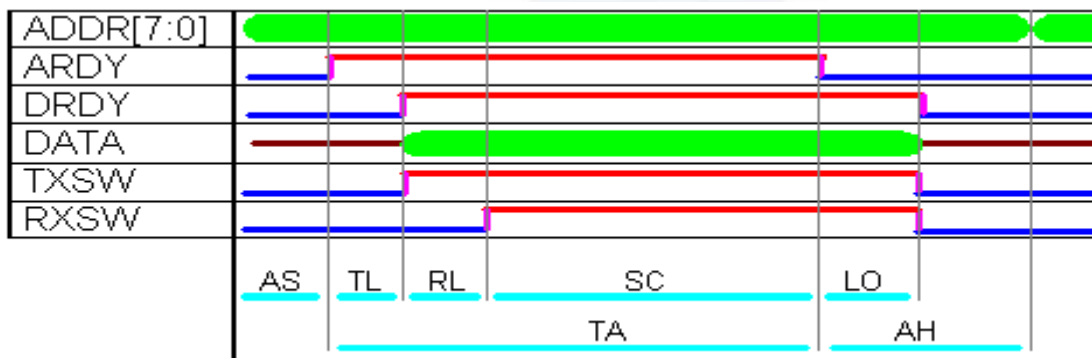 ADDR[7:0]
ARDY
DRDY
DATA
TXSW
RXSW
AS TL RL SC LO
TA AH